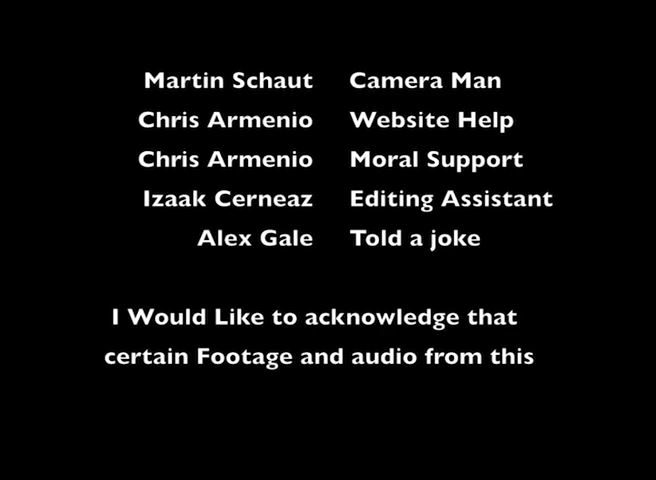 Martin Schaut Camera Man
Chris Armenio Website Help
Chris Armenio Moral Support
Izaak Cerneaz Editing Assistant
Alex Gale Told a joke
I Would Like to acknowledge that
certain Footage and audio from this